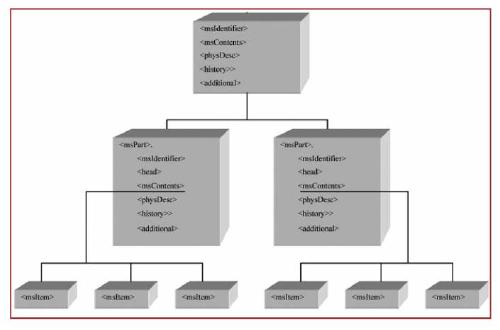 <msIdentifier>
<msContents>
<physDesc>
<history>>
<additional>
<msPart>,
<msIdentifier>
<head>
<msContents>
<physDesc>
<history>>
<additional>
<msPart>,
<msIdentifier>
<head>
<msContents>
<physDesc>
<history>>
<additional>
<msItem>
<msItem>
<msItem>
<msItem>
<msItem>
<msItem>